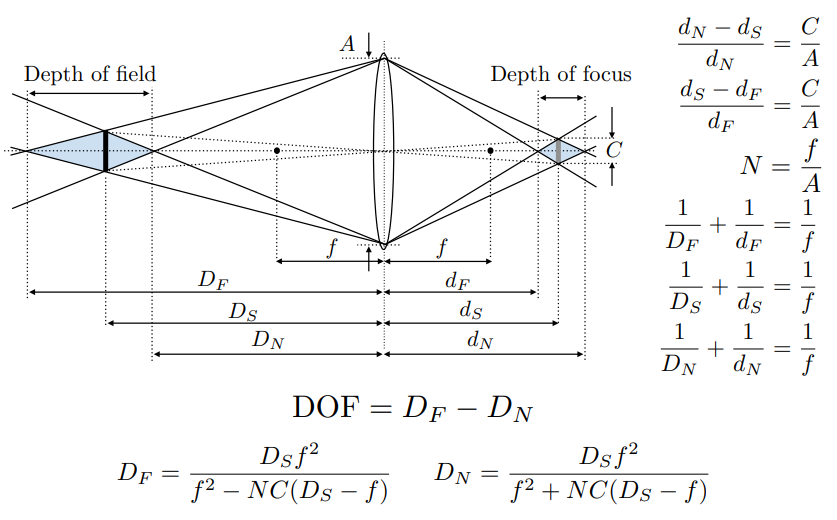 A
Depth of field
Depth of focus
C
f f
D_F d_F
D_S d_S
D_N d_N
\frac{d_N - d_S}{d_N} = \frac{C}{A}
\frac{d_S - d_F}{d_F} = \frac{C}{A}
N = \frac{f}{A}
\frac{1}{D_F} + \frac{1}{d_F} = \frac{1}{f}
\frac{1}{D_S} + \frac{1}{d_S} = \frac{1}{f}
\frac{1}{D_N} + \frac{1}{d_N} = \frac{1}{f}
DOF = D_F − D_N
D_F = \frac{D_S f^2}{f^2 - NC(D_S - f)} D_N = \frac{D_S f^2}{f^2 + NC(D_S - f)}